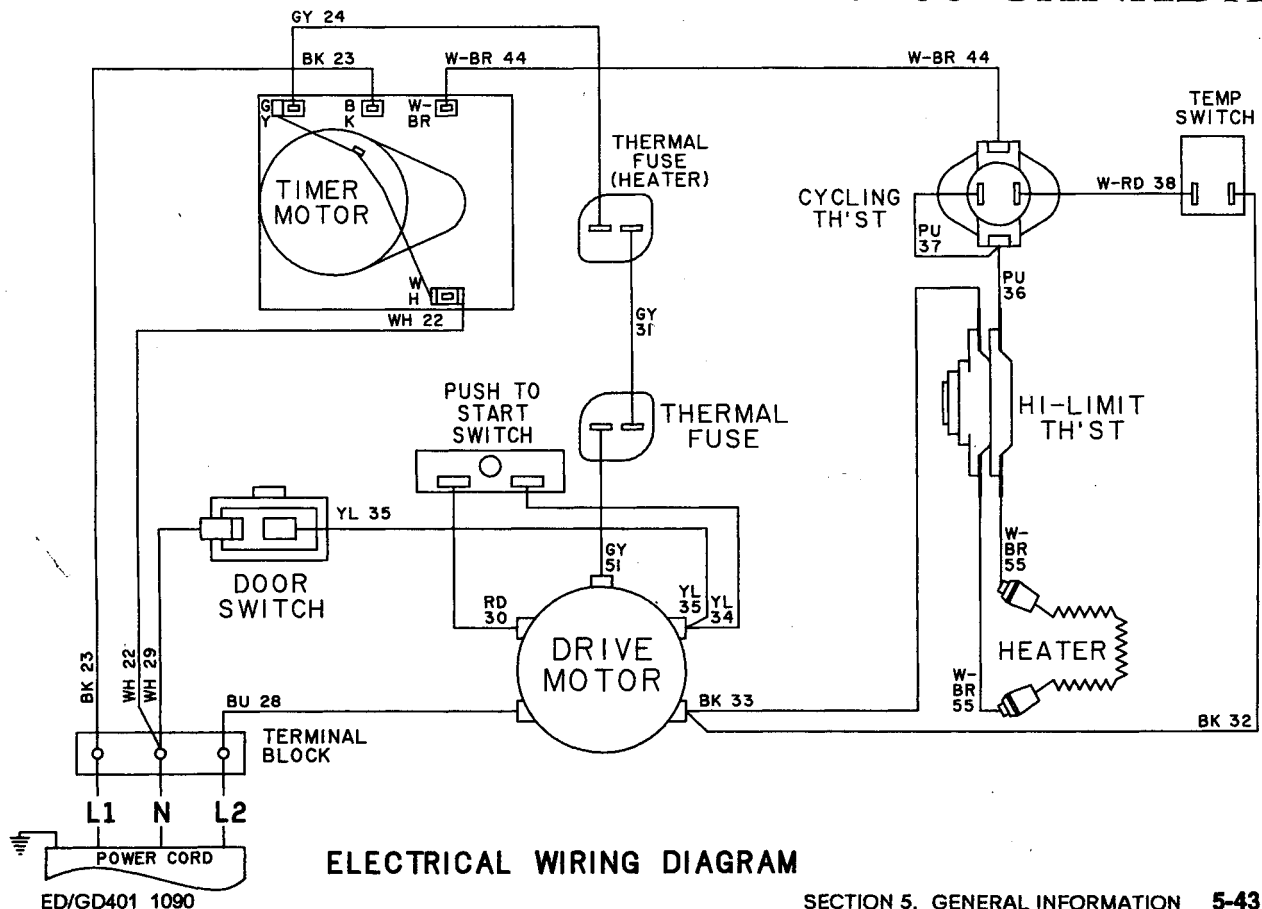 GY 24
BK 23
W-BR 44
W-BR 44
G
Y
B
K
W-
BR
TEMP
SWITCH
THERMAL
FUSE
(HEATER)
TIMER
MOTOR
CYCLING
TH'ST
W-RD 38
PU
37
PU
36
W
H
WH 22
GY
31
PUSH TO
START
SWITCH
THERMAL
FUSE
HI-LIMIT
TH'ST
YL 35
DOOR
SWITCH
GY
51
W-
BR
55
RD
30
YL
35
YL
34
DRIVE
MOTOR
HEATER
BK 23
WH 22
WH 29
BU 28
BK 33
W-
BR
55
BK 32
TERMINAL
BLOCK
L1 N L2
POWER CORD
ELECTRICAL WIRING DIAGRAM
ED/GD401 1090
SECTION 5. GENERAL INFORMATION 5-43